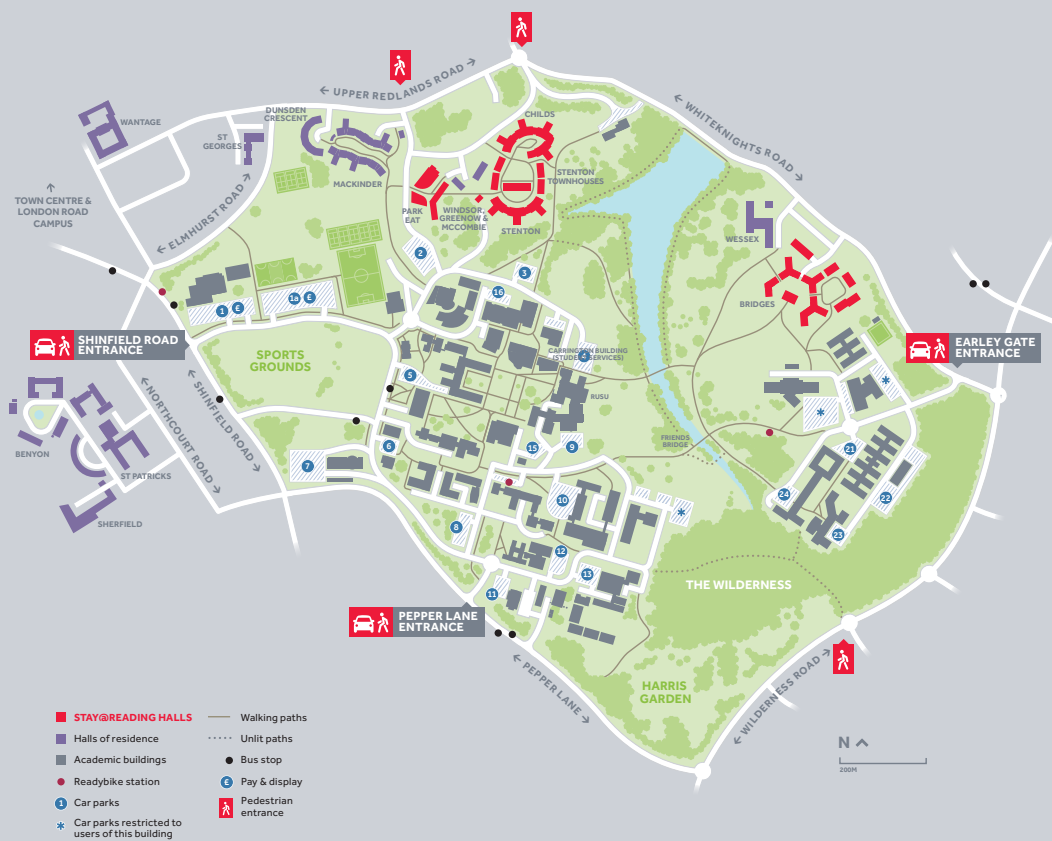 ← UPPER REDLANDS ROAD →
← WHITEKNIGHTS ROAD →
WANTAGE
DUNSDEN
CRESCENT
ST
GEORGES
CHILDS
MACKINDER
STENTON
TOWNHOUSES
TOWN CENTRE &
LONDON ROAD
CAMPUS
← ELMHURST ROAD →
PARK
EAT
WINDSOR,
GREENOW &
MCCOMBIE
STENTON
WESSEX
BRIDGES
2
3
16
1 £
1a £
SHINFIELD ROAD
ENTRANCE
EARLEY GATE
ENTRANCE
SPORTS
GROUNDS
CARRINGTON BUILDING
(STUDENT SERVICES)
4
5
RUSU
*
*
← NORTHCOURT ROAD →
← SHINFIELD ROAD →
BENYON
ST PATRICKS
SHERFIELD
FRIENDS
BRIDGE
6
15
9
7
21
24
22
23
10
*
8
12
13
11
THE WILDERNESS
PEPPER LANE
ENTRANCE
← PEPPER LANE →
HARRIS
GARDEN
← WILDERNESS ROAD →
N
200M
STAY@READING HALLS
Halls of residence
Academic buildings
Readybike station
1 Car parks
* Car parks restricted to
users of this building
Walking paths
Unlit paths
Bus stop
£ Pay & display
Pedestrian
entrance